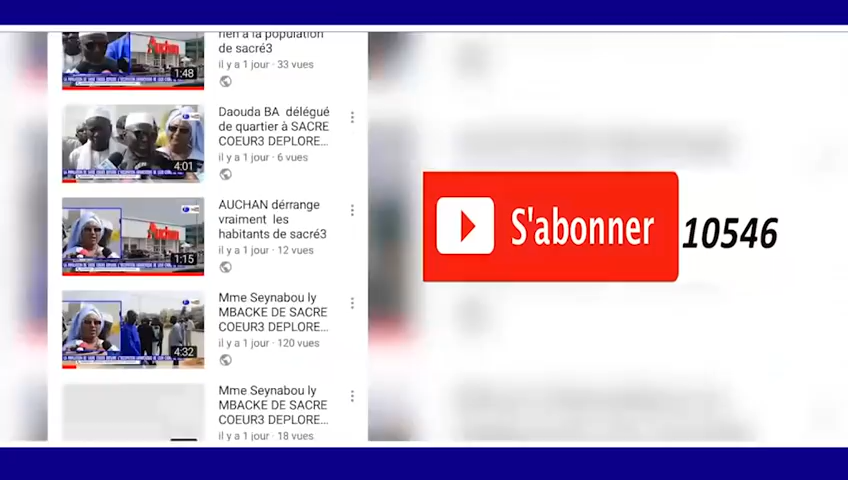 rien à la population
de sacré3
il y a 1 jour · 33 vues
Auchan
1:48
Daouda BA délégué
de quartier à SACRE
COEUR3 DEPLORE...
il y a 1 jour · 6 vues
4:01
AUCHAN dérrange
vraiment les
habitants de sacré3
il y a 1 jour · 12 vues
Auchan
1:15
Mme Seynabou ly
MBACKE DE SACRE
COEUR3 DEPLORE...
il y a 1 jour · 120 vues
4:32
Mme Seynabou ly
MBACKE DE SACRE
COEUR3 DEPLORE...
il y a 1 jour · 18 vues
S'abonner
10546